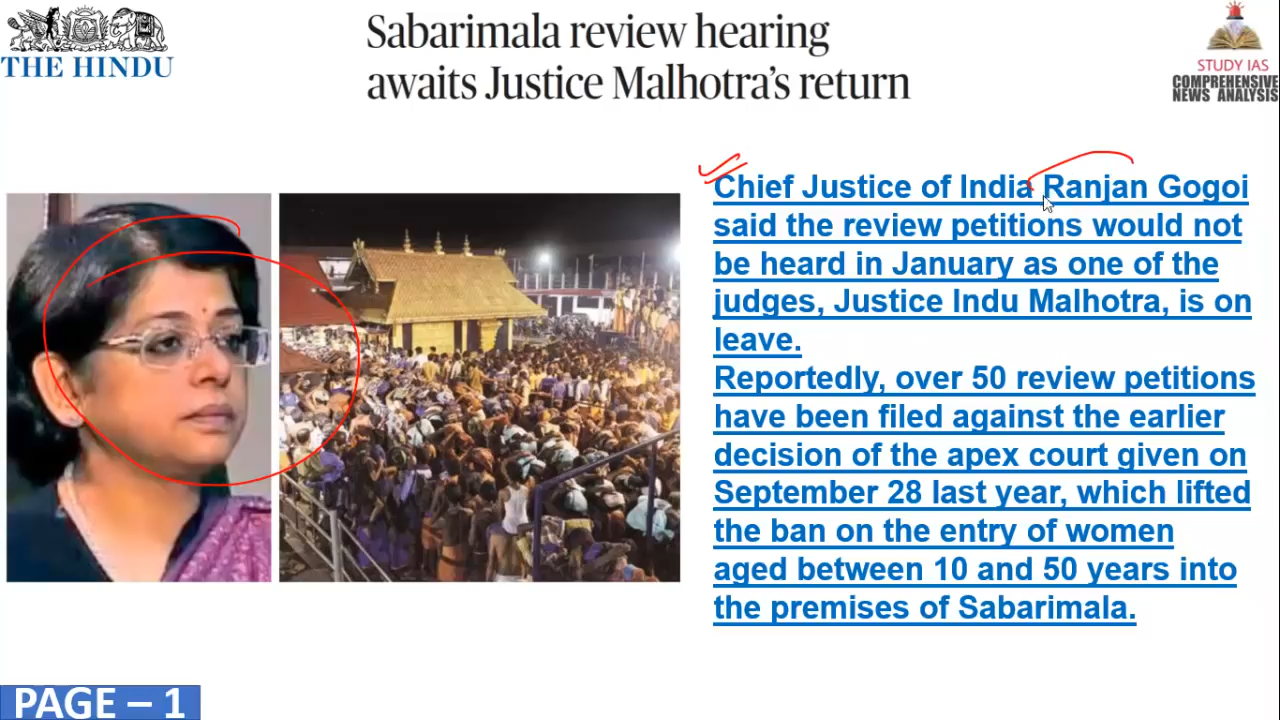 THE HINDU
Sabarimala review hearing
awaits Justice Malhotra's return
STUDY IAS
COMPREHENSIVE
NEWS ANALYSIS
Chief Justice of India Ranjan Gogoi
said the review petitions would not
be heard in January as one of the
judges, Justice Indu Malhotra, is on
leave.
Reportedly, over 50 review petitions
have been filed against the earlier
decision of the apex court given on
September 28 last year, which lifted
the ban on the entry of women
aged between 10 and 50 years into
the premises of Sabarimala.
PAGE – 1